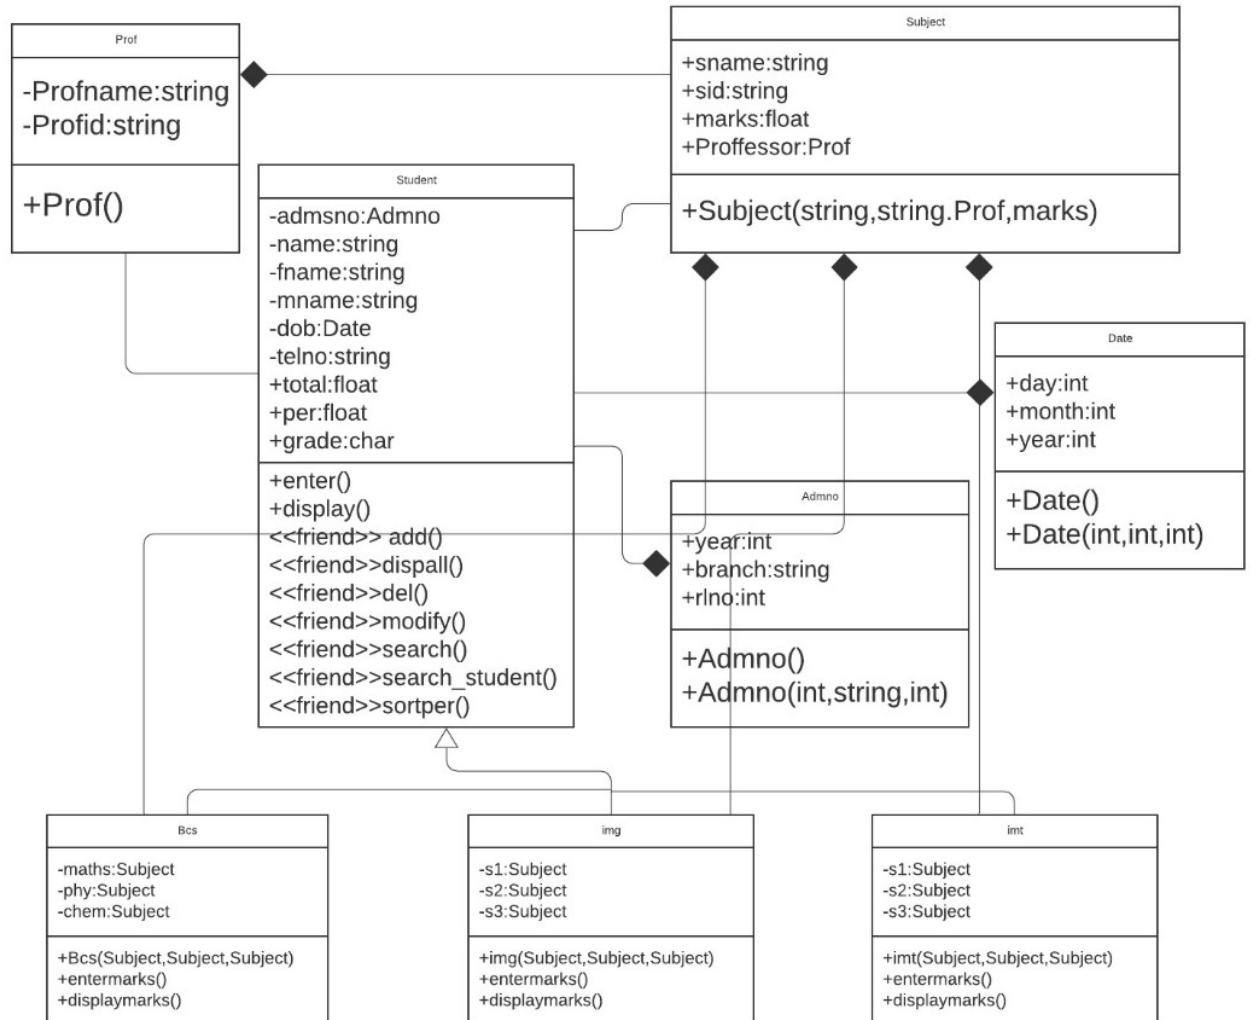 Prof
-Profname:string
-Profid:string
+Prof()
Subject
+sname:string
+sid:string
+marks:float
+Proffessor:Prof
+Subject(string,string.Prof,marks)
Student
-admsno:Admno
-name:string
-fname:string
-mname:string
-dob:Date
-telno:string
+total:float
+per:float
+grade:char
+enter()
+display()
<<friend>> add()
<<friend>>dispall()
<<friend>>del()
<<friend>>modify()
<<friend>>search()
<<friend>>search_student()
<<friend>>sortper()
Date
+day:int
+month:int
+year:int
+Date()
+Date(int,int,int)
Admno
+year:int
+branch:string
+rlno:int
+Admno()
+Admno(int,string,int)
Bcs
-maths:Subject
-phy:Subject
-chem:Subject
+Bcs(Subject,Subject,Subject)
+entermarks()
+displaymarks()
img
-s1:Subject
-s2:Subject
-s3:Subject
+img(Subject,Subject,Subject)
+entermarks()
+displaymarks()
imt
-s1:Subject
-s2:Subject
-s3:Subject
+imt(Subject,Subject,Subject)
+entermarks()
+displaymarks()